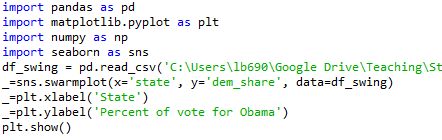 import pandas as pd
import matplotlib.pyplot as plt
import numpy as np
import seaborn as sns
df_swing = pd.read_csv('C:\Users\lb690\Google Drive\Teaching\St
_=sns.swarmplot(x='state', y='dem_share', data=df_swing)
_=plt.xlabel('State')
_=plt.ylabel('Percent of vote for Obama')
plt.show()